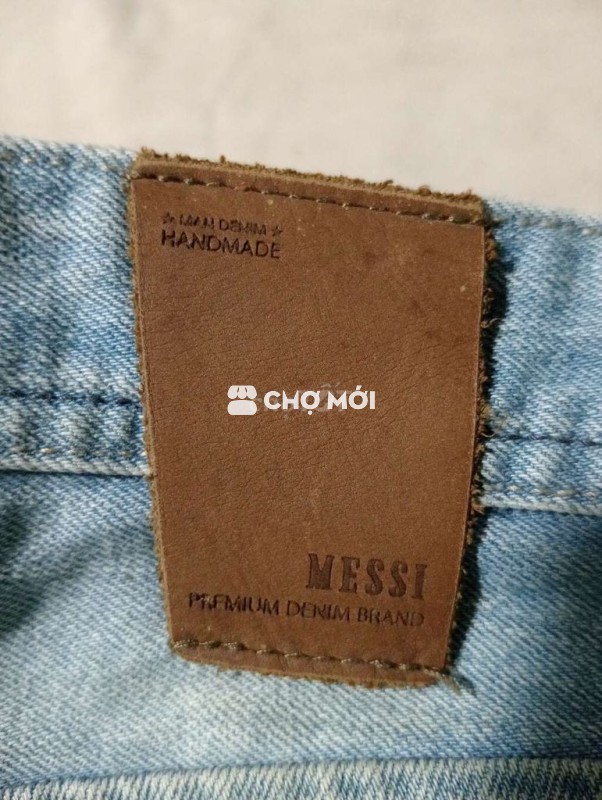 ☆ MAN DENIM ☆
HANDMADE
CHỢ MỚI
MESSI
PREMIUM DENIM BRAND